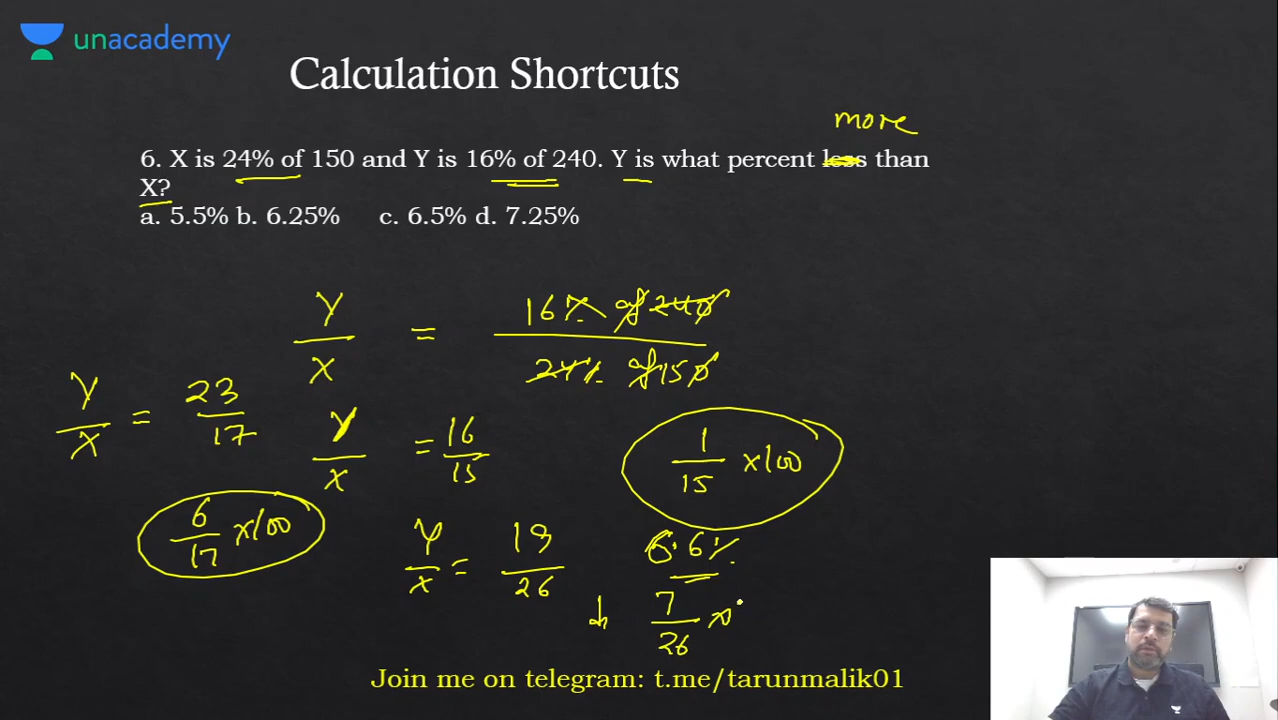 unacademy
Calculation Shortcuts
more
6. X is 24% of 150 and Y is 16% of 240. Y is what percent less than
X?
a. 5.5% b. 6.25% c. 6.5% d. 7.25%
Y/X = 16% of 240 / 24% of 150
Y/X = 23/17
Y/X = 16/15
1/15 x100
6/17 x100
Y/X = 19/26
6.6%
7/26 x
Join me on telegram: t.me/tarunmalik01